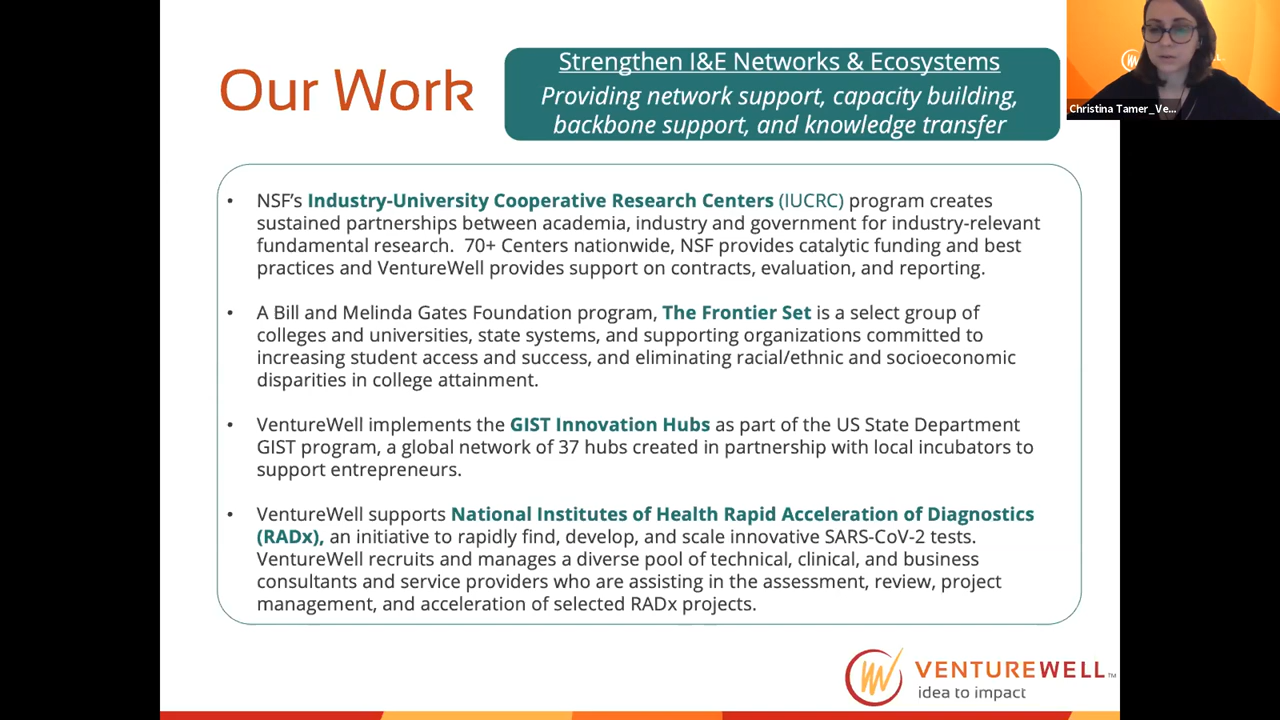 Our Work
Strengthen I&E Networks & Ecosystems
Providing network support, capacity building,
backbone support, and knowledge transfer
Christina Tamer_Ve...
• NSF's Industry-University Cooperative Research Centers (IUCRC) program creates
sustained partnerships between academia, industry and government for industry-relevant
fundamental research.  70+ Centers nationwide, NSF provides catalytic funding and best
practices and VentureWell provides support on contracts, evaluation, and reporting.
• A Bill and Melinda Gates Foundation program, The Frontier Set is a select group of
colleges and universities, state systems, and supporting organizations committed to
increasing student access and success, and eliminating racial/ethnic and socioeconomic
disparities in college attainment.
• VentureWell implements the GIST Innovation Hubs as part of the US State Department
GIST program, a global network of 37 hubs created in partnership with local incubators to
support entrepreneurs.
• VentureWell supports National Institutes of Health Rapid Acceleration of Diagnostics
(RADx), an initiative to rapidly find, develop, and scale innovative SARS-CoV-2 tests.
VentureWell recruits and manages a diverse pool of technical, clinical, and business
consultants and service providers who are assisting in the assessment, review, project
management, and acceleration of selected RADx projects.
VENTUREWELL™
idea to impact